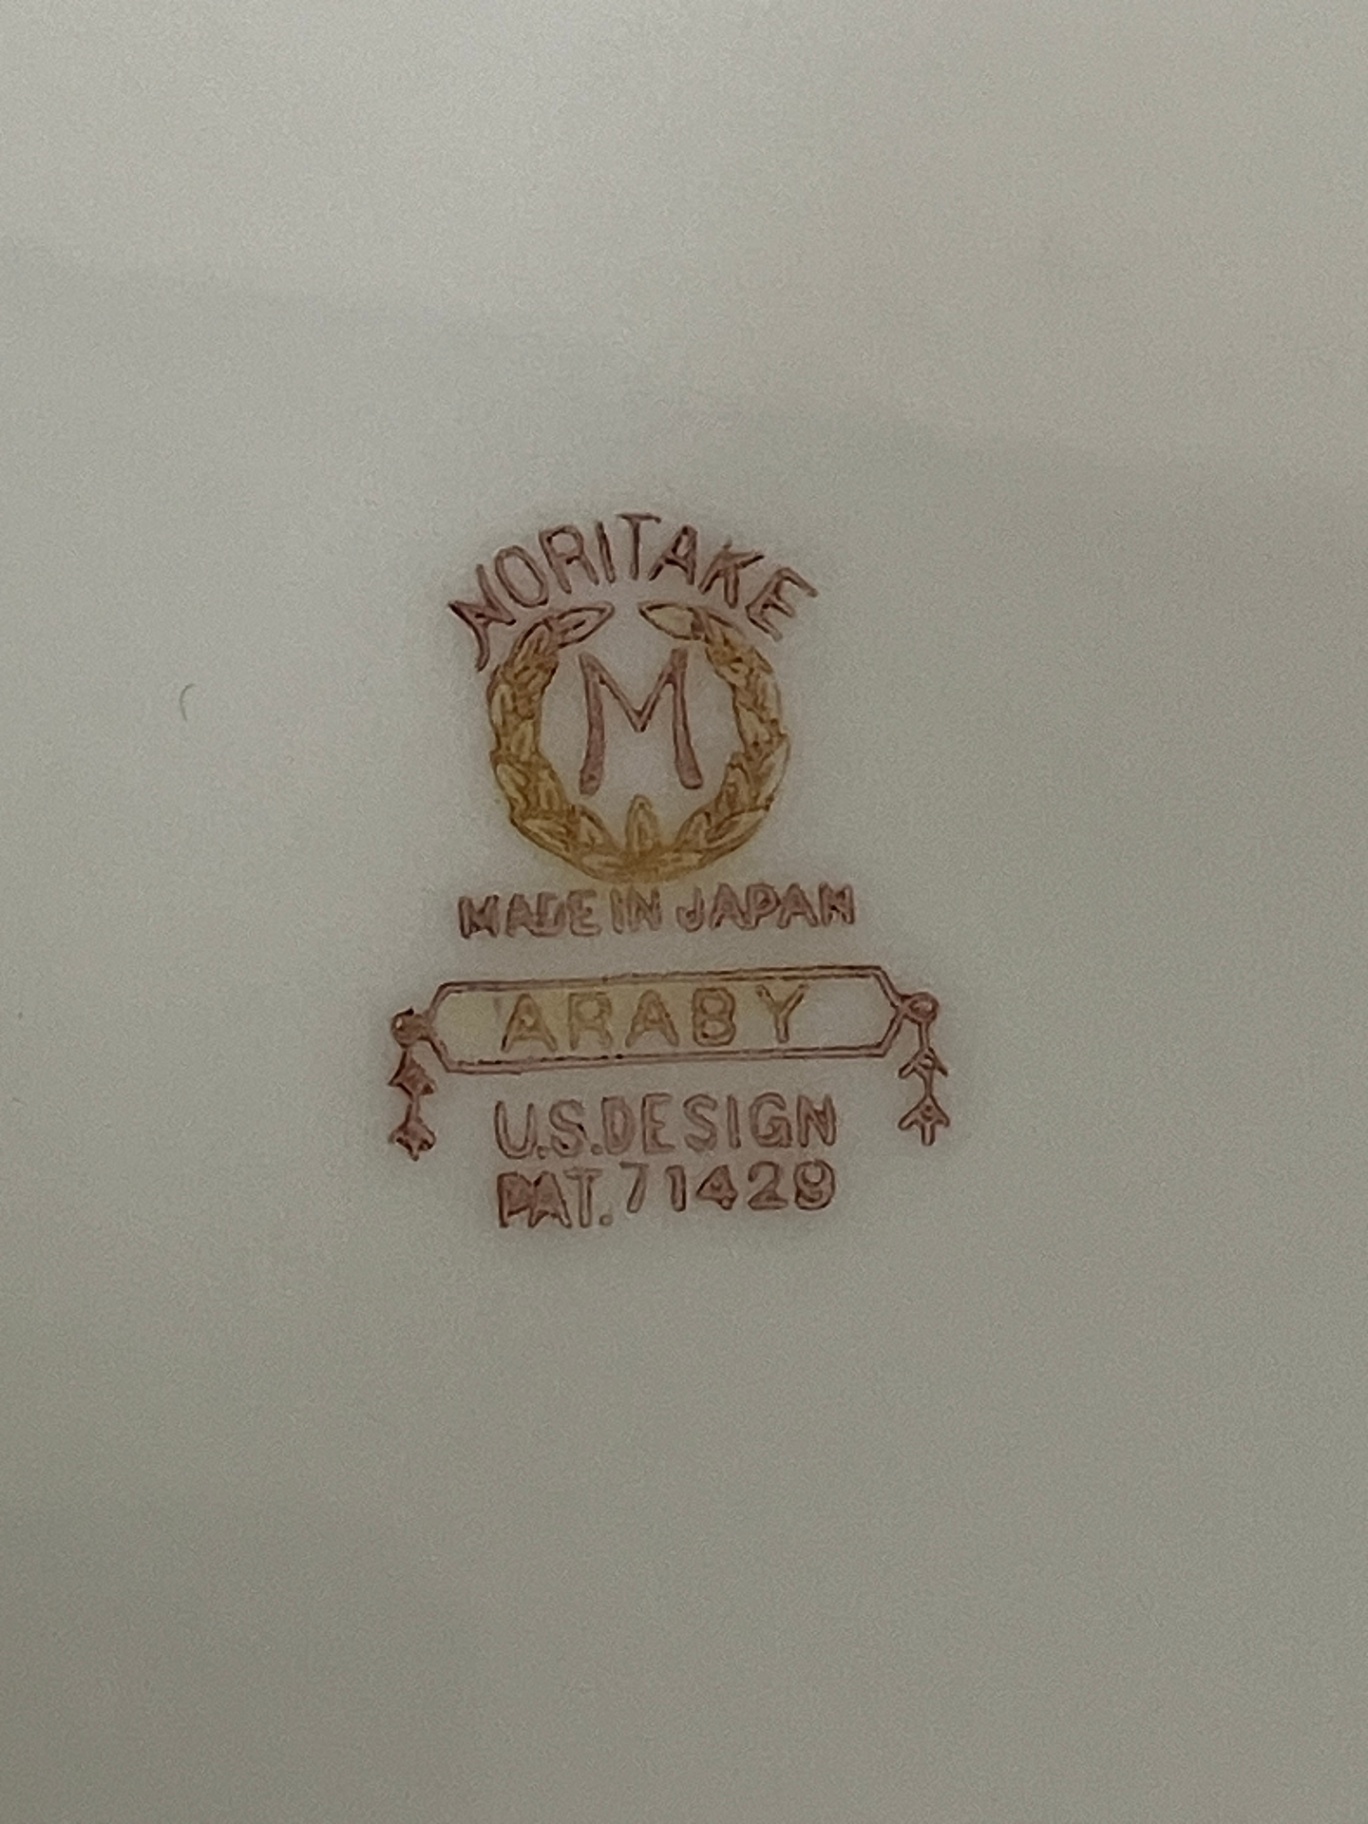 NORITAKE
M
MADE IN JAPAN
ARABY
U.S.DESIGN
PAT.71429